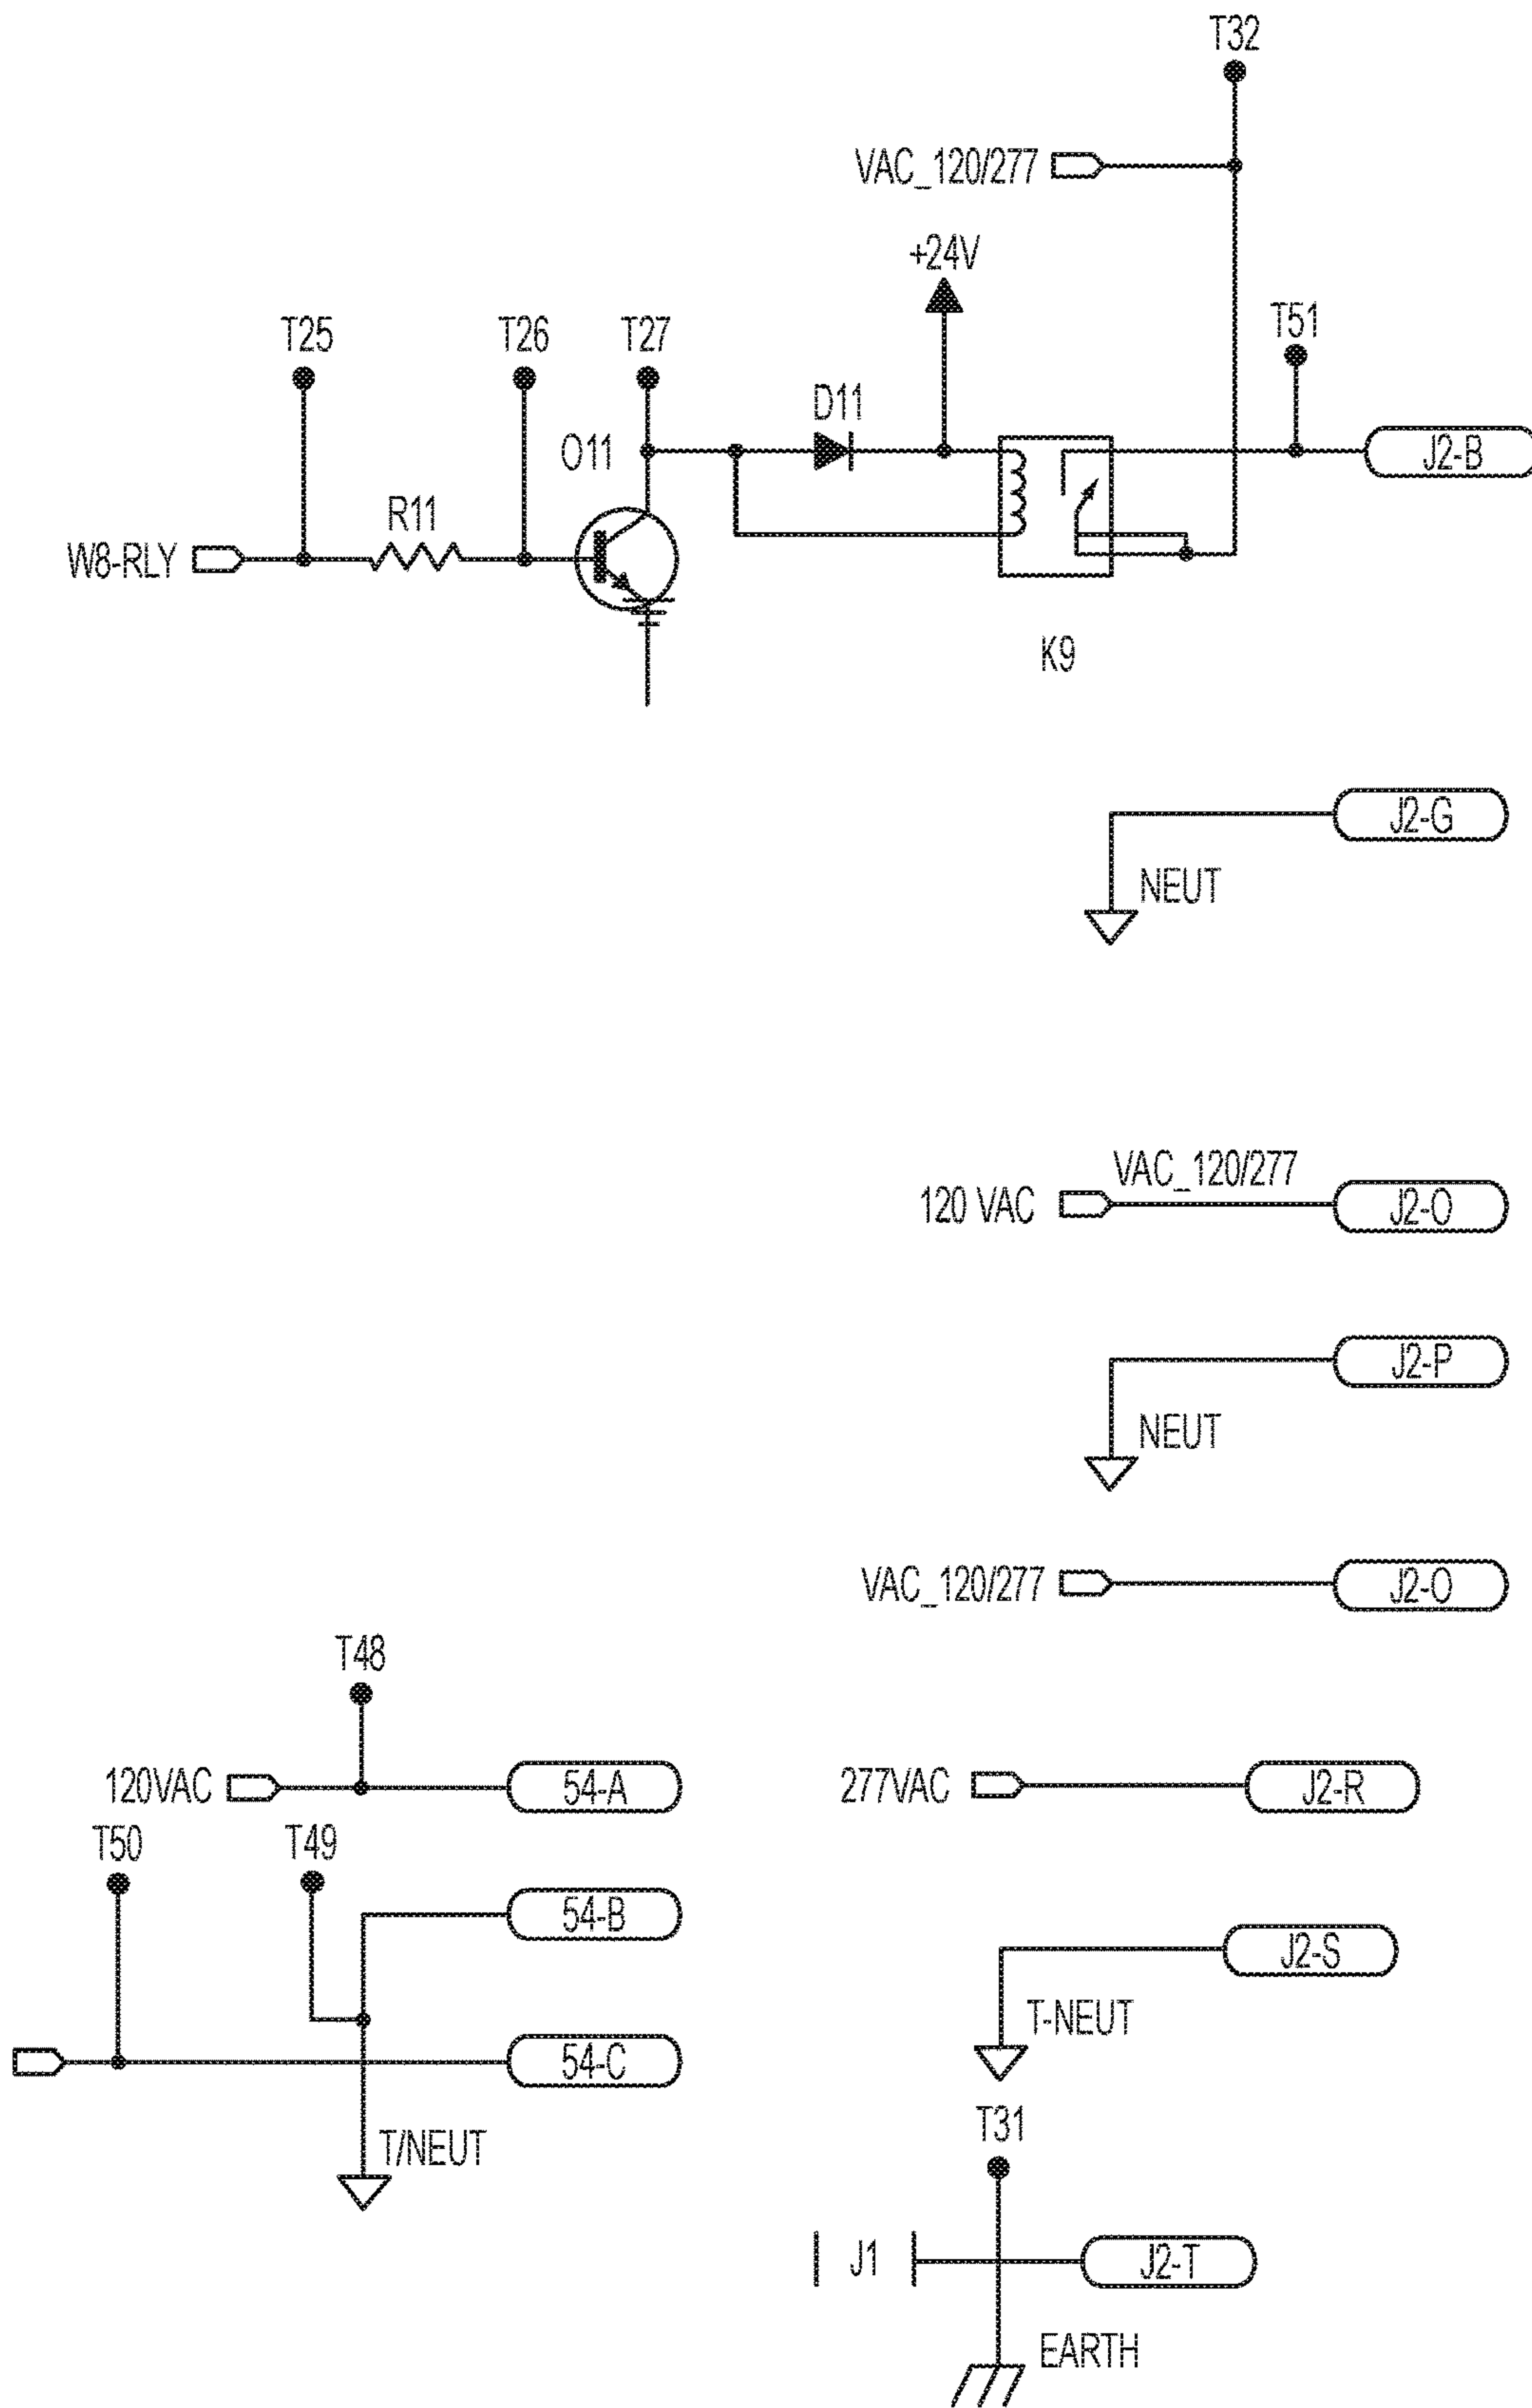 T32
VAC_120/277
+24V
T25
T26
T27
T51
D11
O11
J2-B
R11
W8-RLY
K9
J2-G
NEUT
VAC_120/277
120 VAC
J2-O
J2-P
NEUT
VAC_120/277
J2-O
T48
120VAC
54-A
277VAC
J2-R
T50
T49
54-B
J2-S
T-NEUT
54-C
T31
T/NEUT
J1
J2-T
EARTH